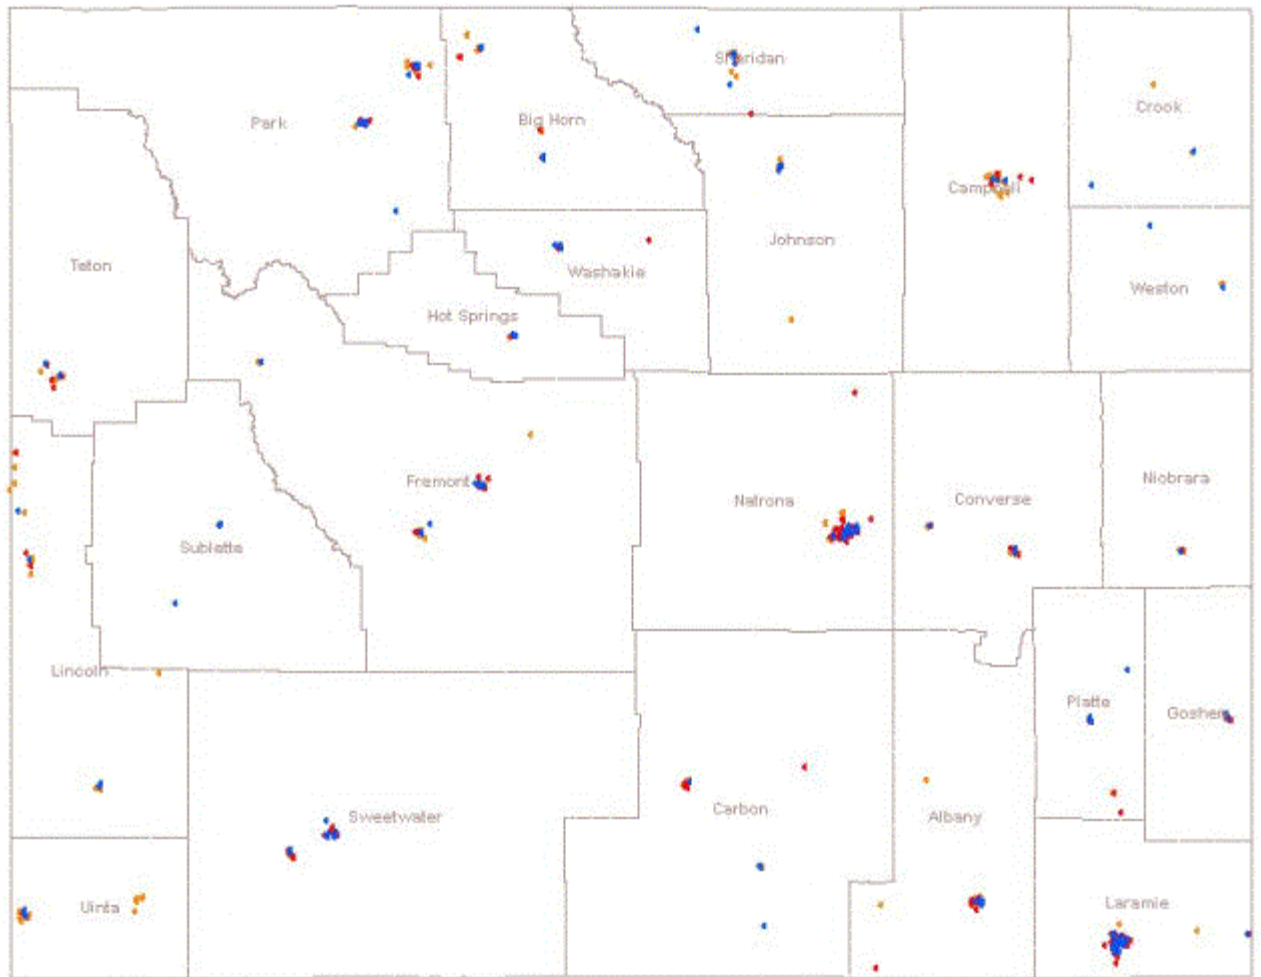 Sheridan
Crook
Park
Big Horn
Campbell
Johnson
Teton
Washakie
Weston
Hot Springs
Fremont
Niobrara
Natrona
Converse
Sublette
Lincoln
Platte
Goshen
Carbon
Sweetwater
Albany
Uinta
Laramie